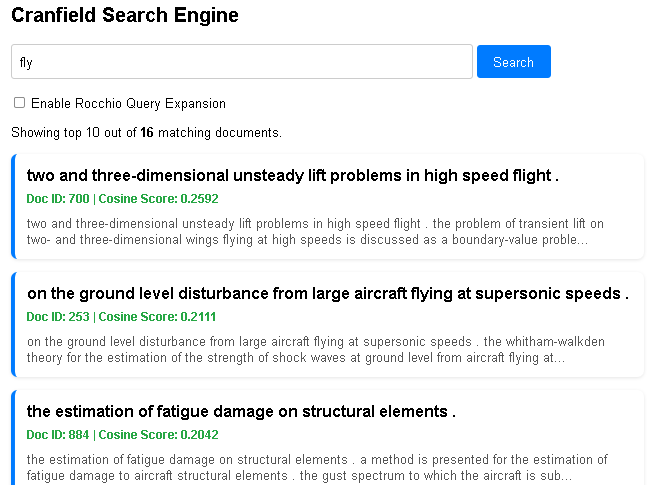 Cranfield Search Engine
fly
Search
Enable Rocchio Query Expansion
Showing top 10 out of 16 matching documents.
two and three-dimensional unsteady lift problems in high speed flight .
Doc ID: 700 | Cosine Score: 0.2592
two and three-dimensional unsteady lift problems in high speed flight . the problem of transient lift on
two- and three-dimensional wings flying at high speeds is discussed as a boundary-value proble...
on the ground level disturbance from large aircraft flying at supersonic speeds .
Doc ID: 253 | Cosine Score: 0.2111
on the ground level disturbance from large aircraft flying at supersonic speeds . the whitham-walkden
theory for the estimation of the strength of shock waves at ground level from aircraft flying at...
the estimation of fatigue damage on structural elements .
Doc ID: 884 | Cosine Score: 0.2042
the estimation of fatigue damage on structural elements . a method is presented for the estimation of
fatigue damage to aircraft structural elements . the gust spectrum to which the aircraft is sub...